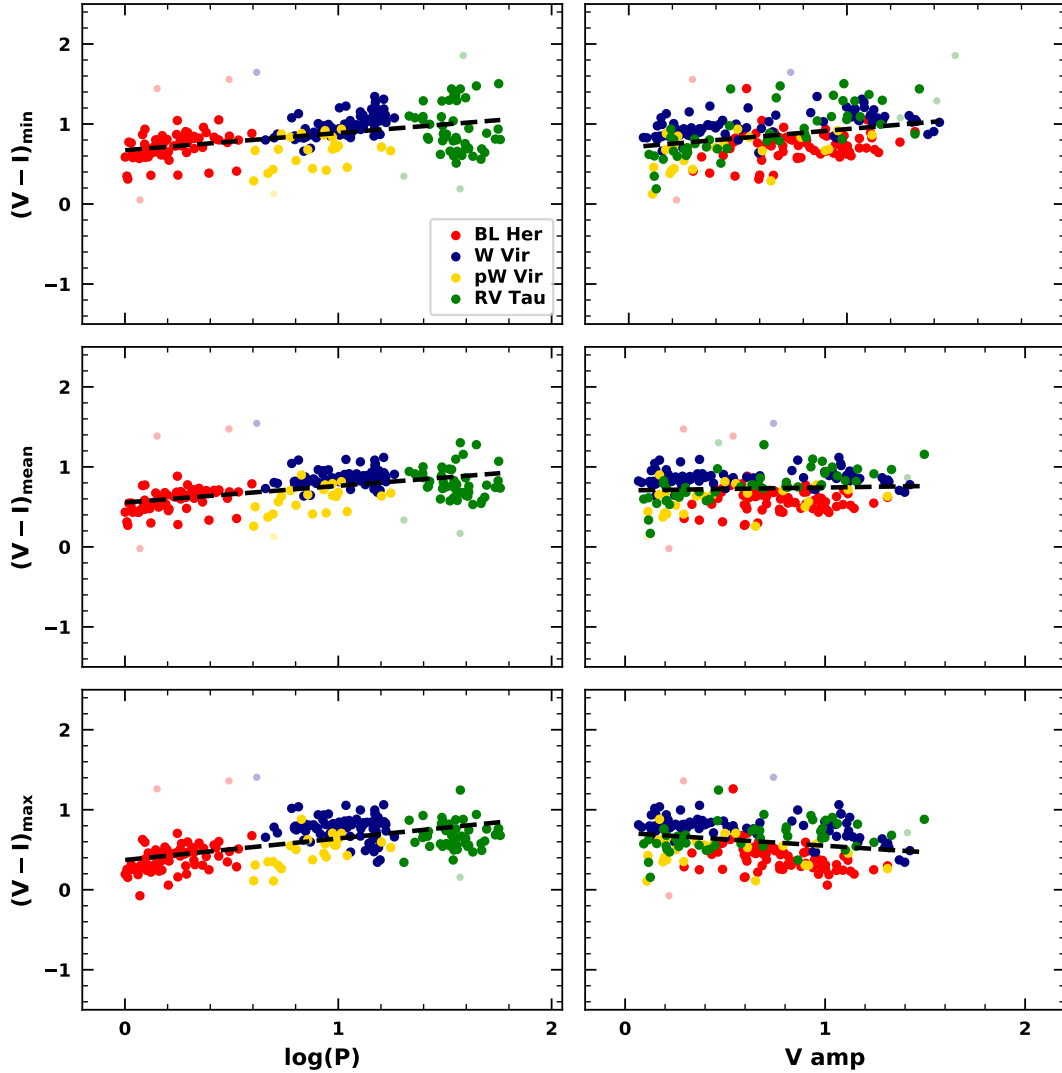 2
1
0
−1
(V − I)min
BL Her
W Vir
pW Vir
RV Tau
2
1
0
−1
(V − I)mean
2
1
0
−1
(V − I)max
0 1 2
0 1 2
log(P)
V amp